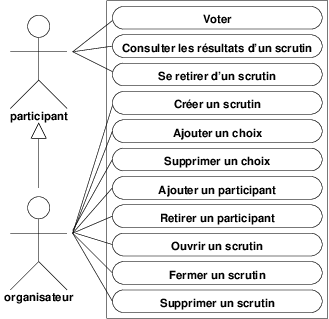 Voter
Consulter les résultats d'un scrutin
Se retirer d'un scrutin
participant
Créer un scrutin
Ajouter un choix
Supprimer un choix
Ajouter un participant
Retirer un participant
Ouvrir un scrutin
Fermer un scrutin
organisateur
Supprimer un scrutin